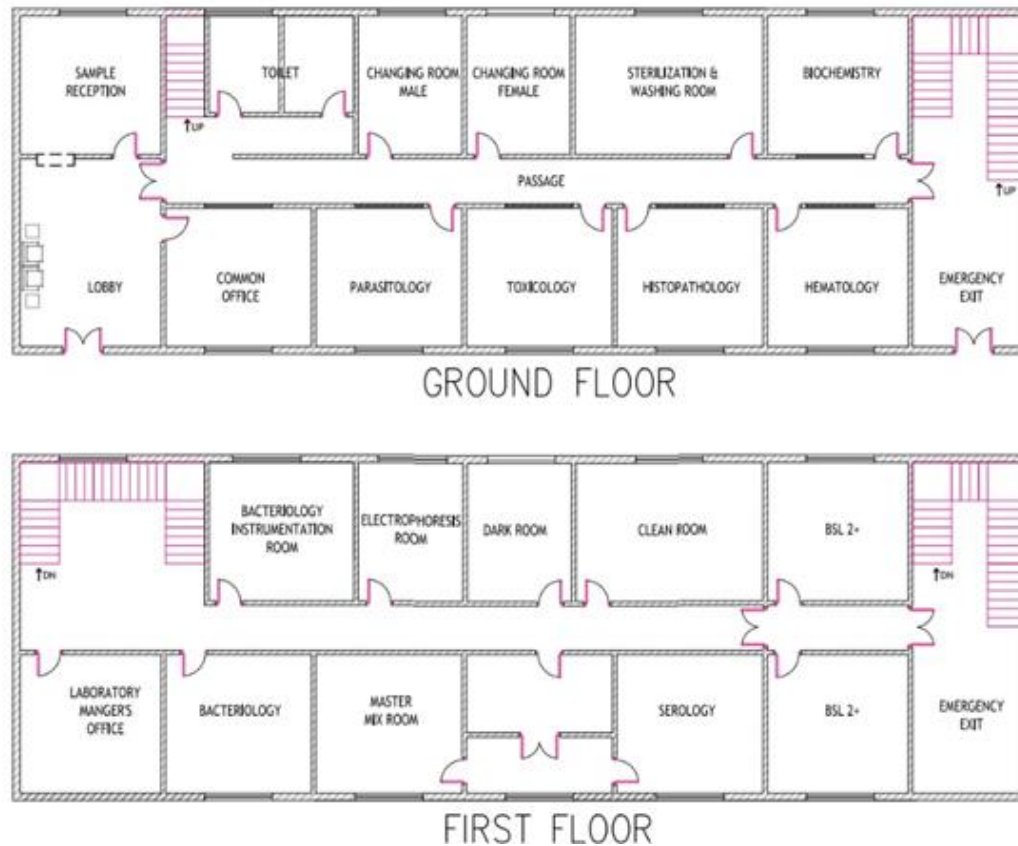 SAMPLE
RECEPTION
TOILET
CHANGING ROOM
MALE
CHANGING ROOM
FEMALE
STERILIZATION &
WASHING ROOM
BIOCHEMISTRY
UP
UP
PASSAGE
LOBBY
COMMON
OFFICE
PARASITOLOGY
TOXICOLOGY
HISTOPATHOLOGY
HEMATOLOGY
EMERGENCY
EXIT
GROUND FLOOR
BACTERIOLOGY
INSTRUMENTATION
ROOM
ELECTROPHORESIS
ROOM
DARK ROOM
CLEAN ROOM
BSL 2+
DN
DN
LABORATORY
MANGER'S
OFFICE
BACTERIOLOGY
MASTER
MIX ROOM
SEROLOGY
BSL 2+
EMERGENCY
EXIT
FIRST FLOOR